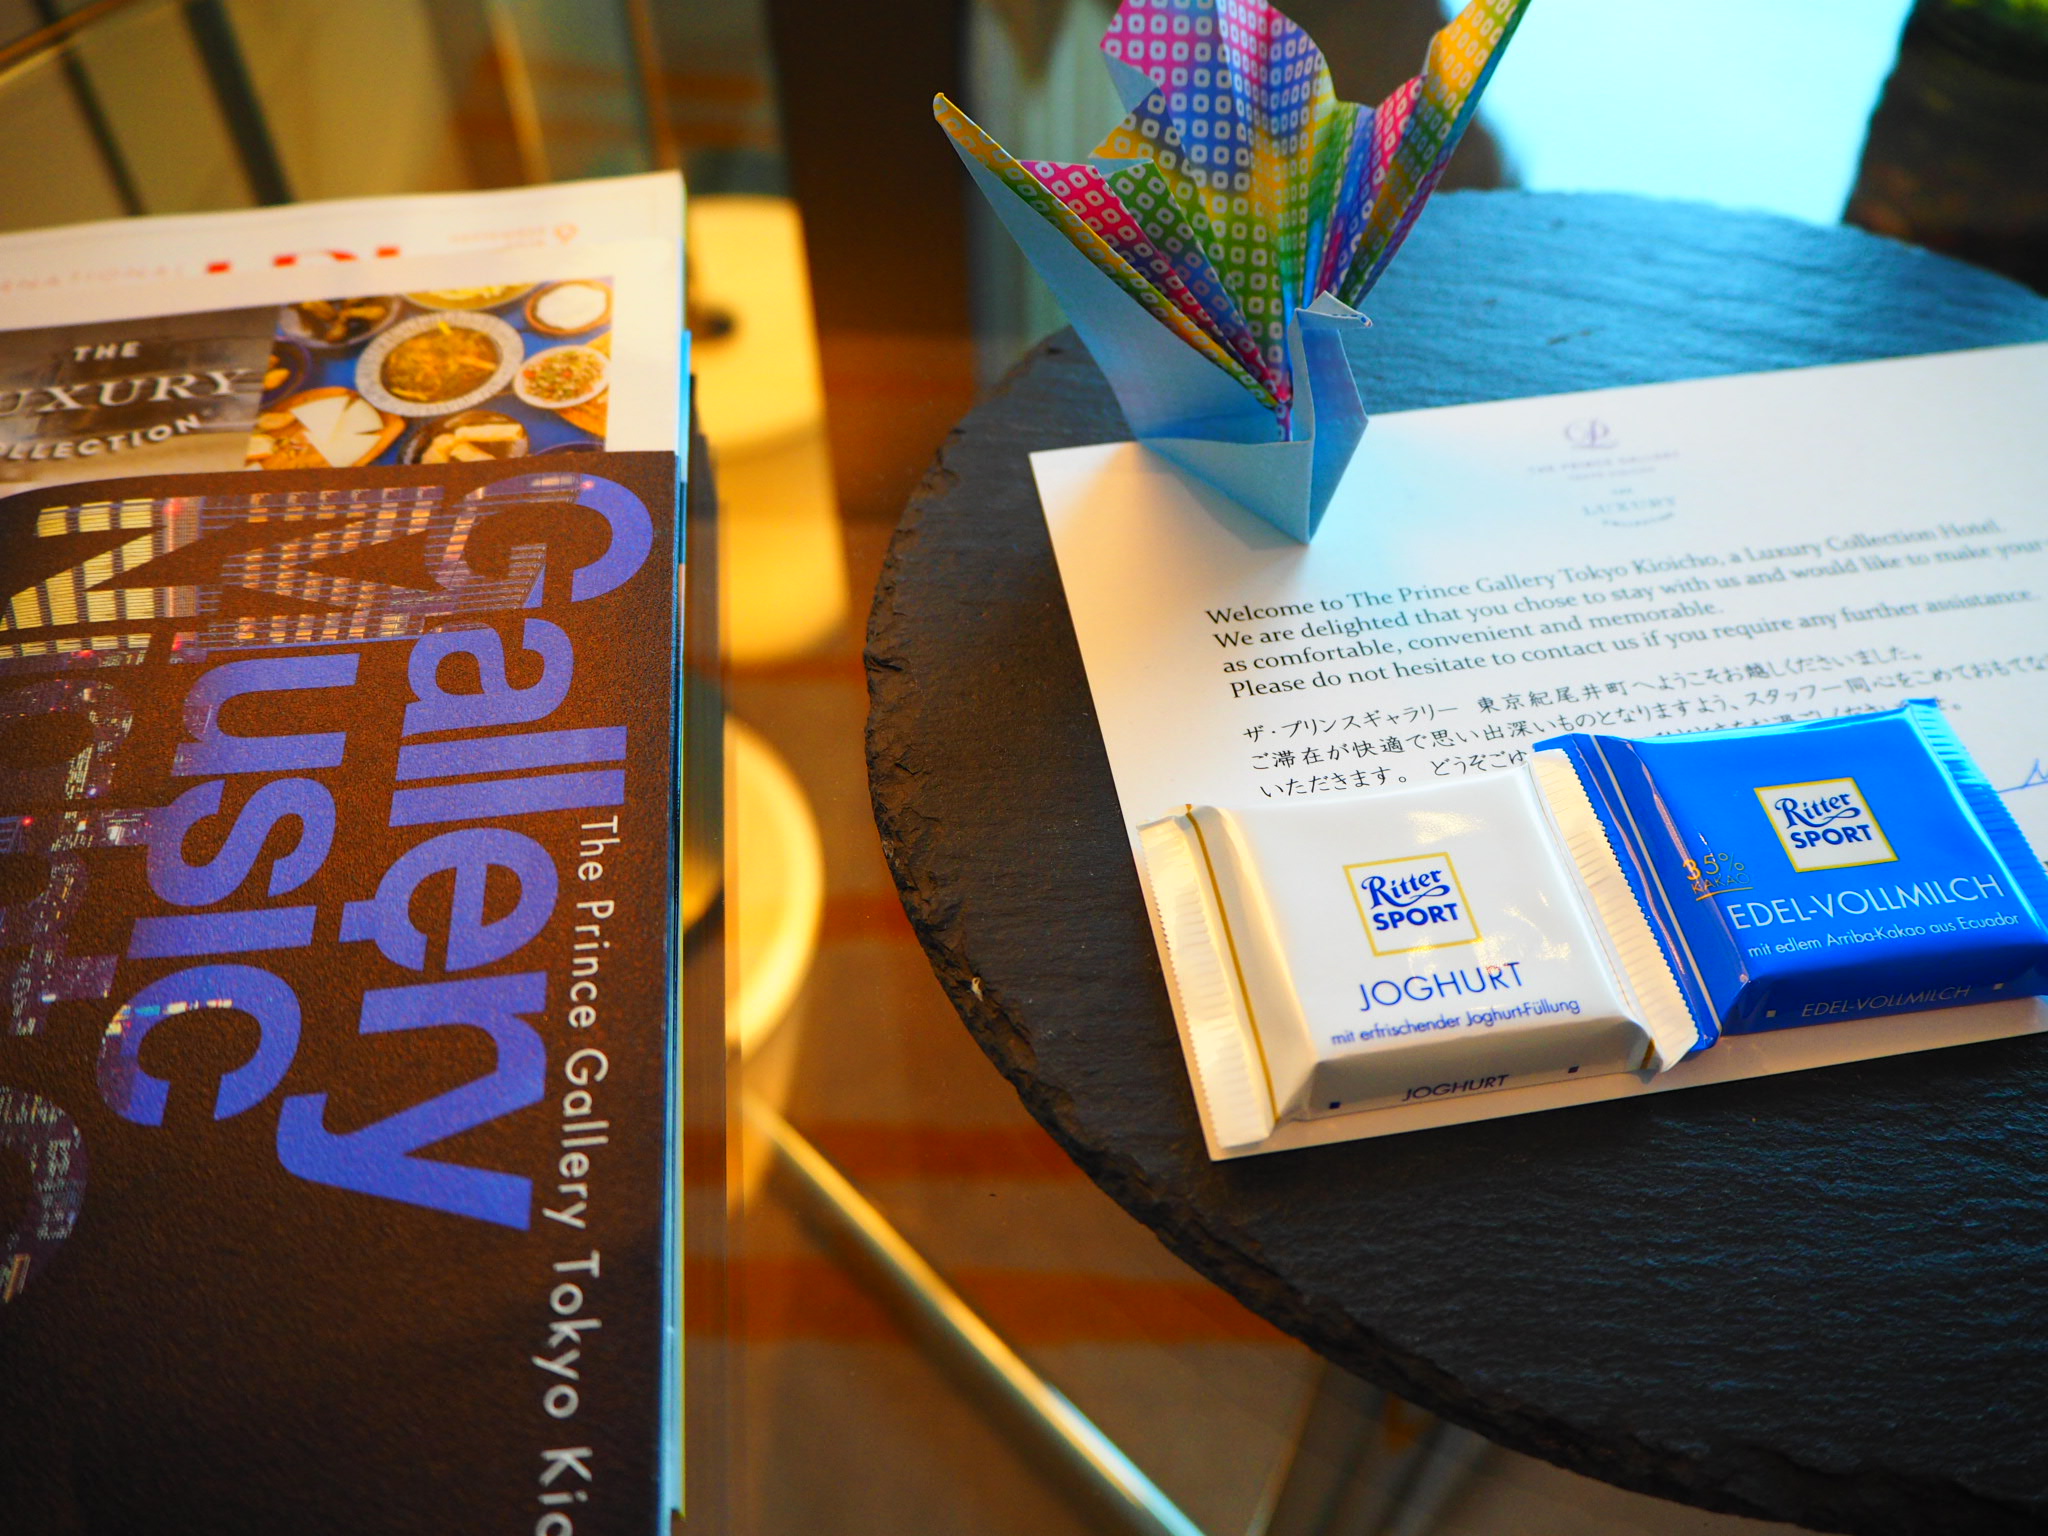 THE
LUXURY
COLLECTION
Gallery
Music
The Prince Gallery Tokyo Kio
THE PRINCE GALLERY
THE
LUXURY
COLLECTION
Welcome to The Prince Gallery Tokyo Kioicho, a Luxury Collection Hotel.
We are delighted that you chose to stay with us and would like to make your
as comfortable, convenient and memorable.
Please do not hesitate to contact us if you require any further assistance.
ザ・プリンスギャラリー 東京紀尾井町へようこそお越しくださいました。
ご滞在が快適で思い出深いものとなりますよう、スタッフ一同心をこめておもてな
いただきます。 どうぞごゆ
Ritter
SPORT
JOGHURT
mit erfrischender Joghurt-Füllung
JOGHURT
Ritter
SPORT
35%
KAKAO
EDEL-VOLLMILCH
mit edlem Arriba-Kakao aus Ecuador
EDEL-VOLLMILCH